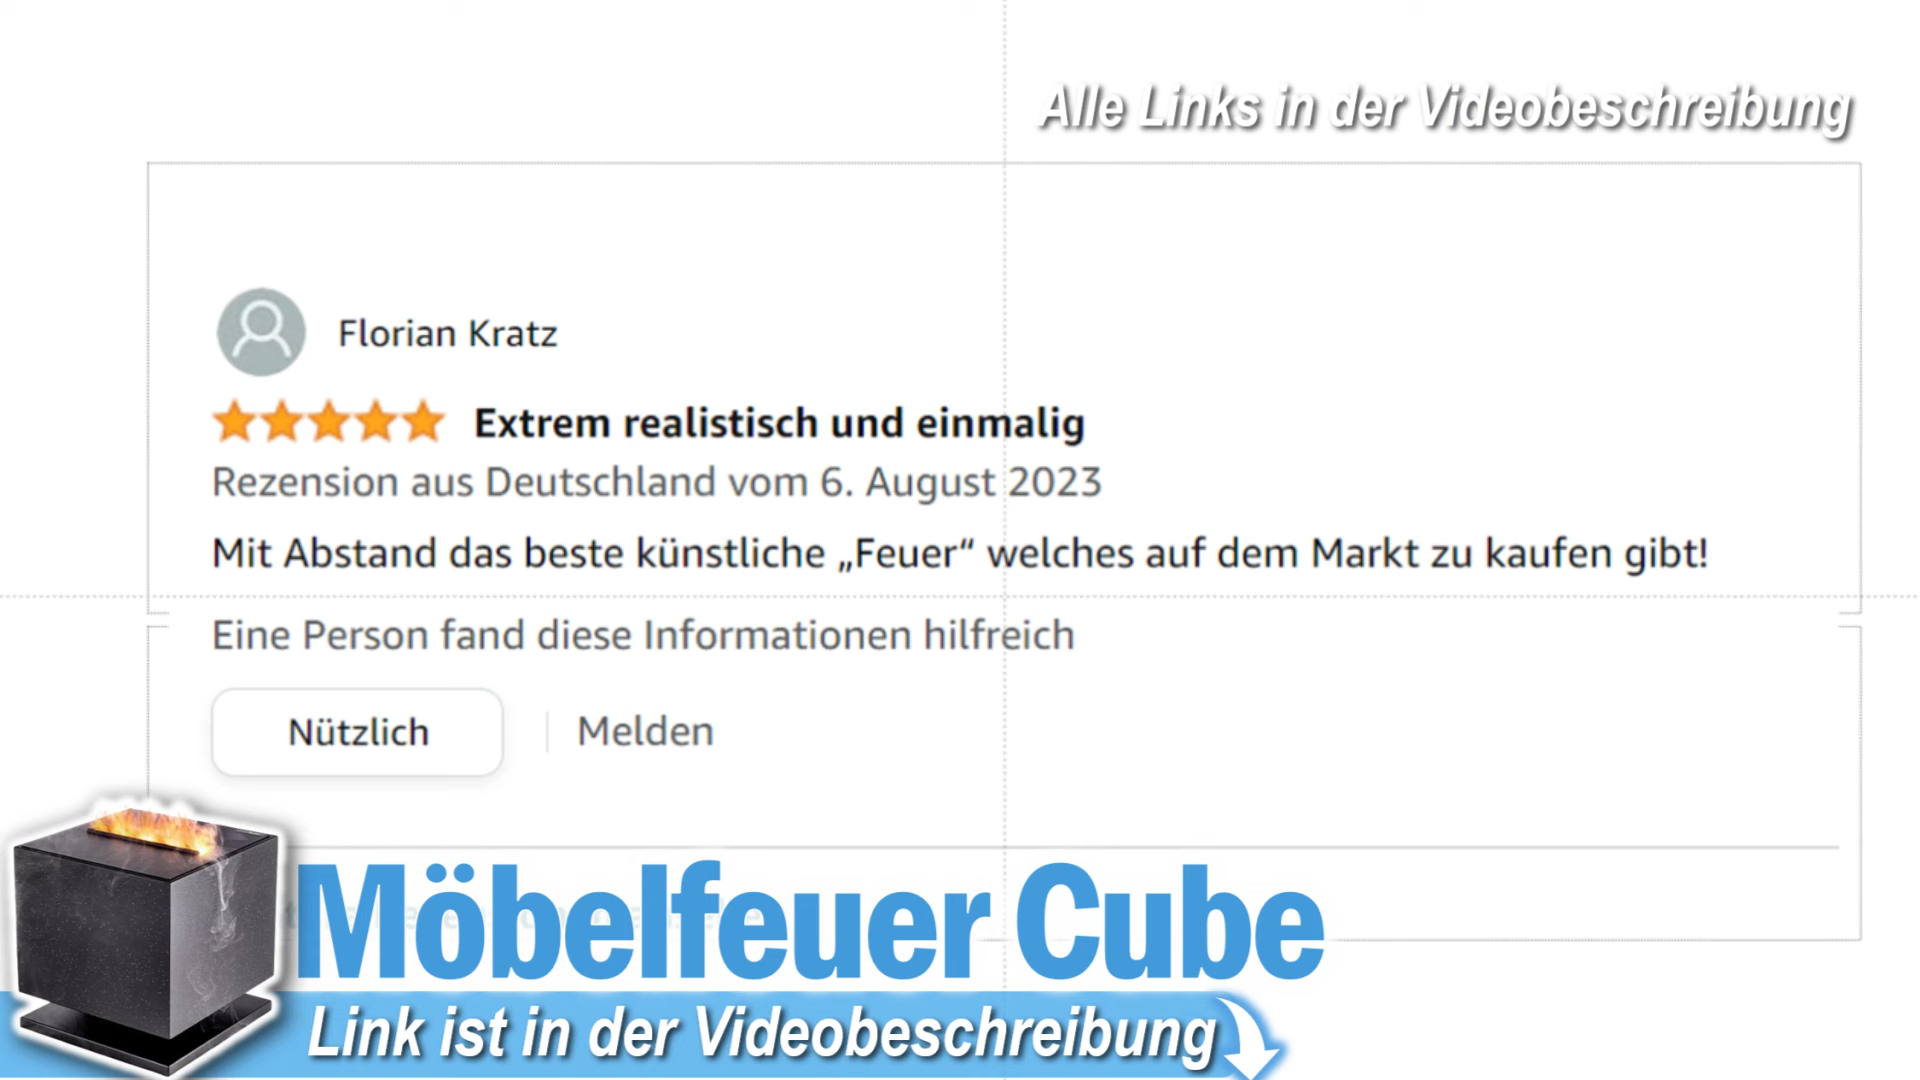 Alle Links in der Videobeschreibung
Florian Kratz
Extrem realistisch und einmalig
Rezension aus Deutschland vom 6. August 2023
Mit Abstand das beste künstliche „Feuer“ welches auf dem Markt zu kaufen gibt!
Eine Person fand diese Informationen hilfreich
Nützlich
Melden
Möbelfeuer Cube
Link ist in der Videobeschreibung